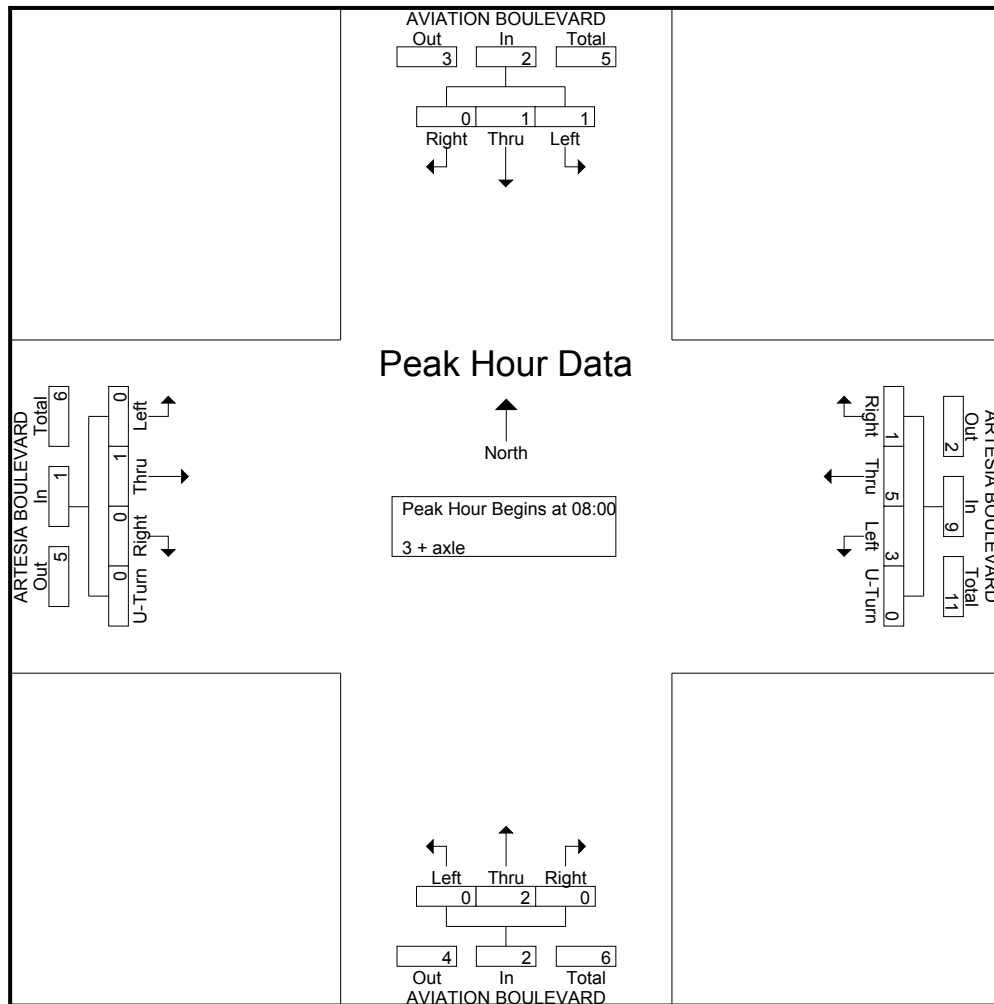 AVIATION BOULEVARD
Out In Total
3 2 5
0 1 1
Right Thru Left
Peak Hour Data
North
Peak Hour Begins at 08:00
3 + axle
ARTESIA BOULEVARD
Out In Total
5 1 6
0 0 1 0
U-Turn Right Thru Left
ARTESIA BOULEVARD
Out In Total
2 9 11
1 5 3 0
Right Thru Left U-Turn
Left Thru Right
0 2 0
4 2 6
Out In Total
AVIATION BOULEVARD